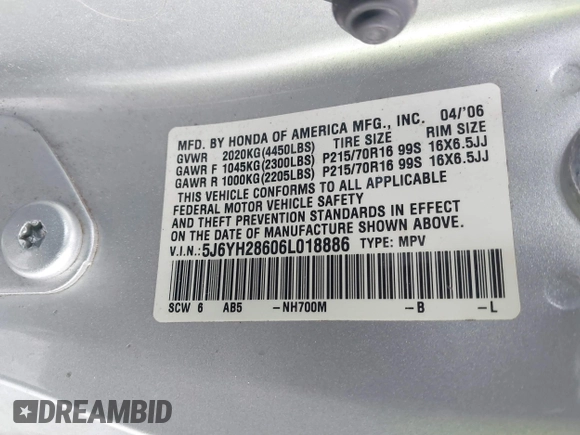 MFD. BY HONDA OF AMERICA MFG., INC. 04/'06
GVWR 2020KG(4450LBS) TIRE SIZE RIM SIZE
GAWR F 1045KG(2300LBS) P215/70R16 99S 16X6.5JJ
GAWR R 1000KG(2205LBS) P215/70R16 99S 16X6.5JJ
THIS VEHICLE CONFORMS TO ALL APPLICABLE
FEDERAL MOTOR VEHICLE SAFETY
AND THEFT PREVENTION STANDARDS IN EFFECT
ON THE DATE OF MANUFACTURE SHOWN ABOVE.
V.I.N.: 5J6YH28606L018886 TYPE: MPV
SCW 6 AB5 -NH700M -B -L
DREAMBID